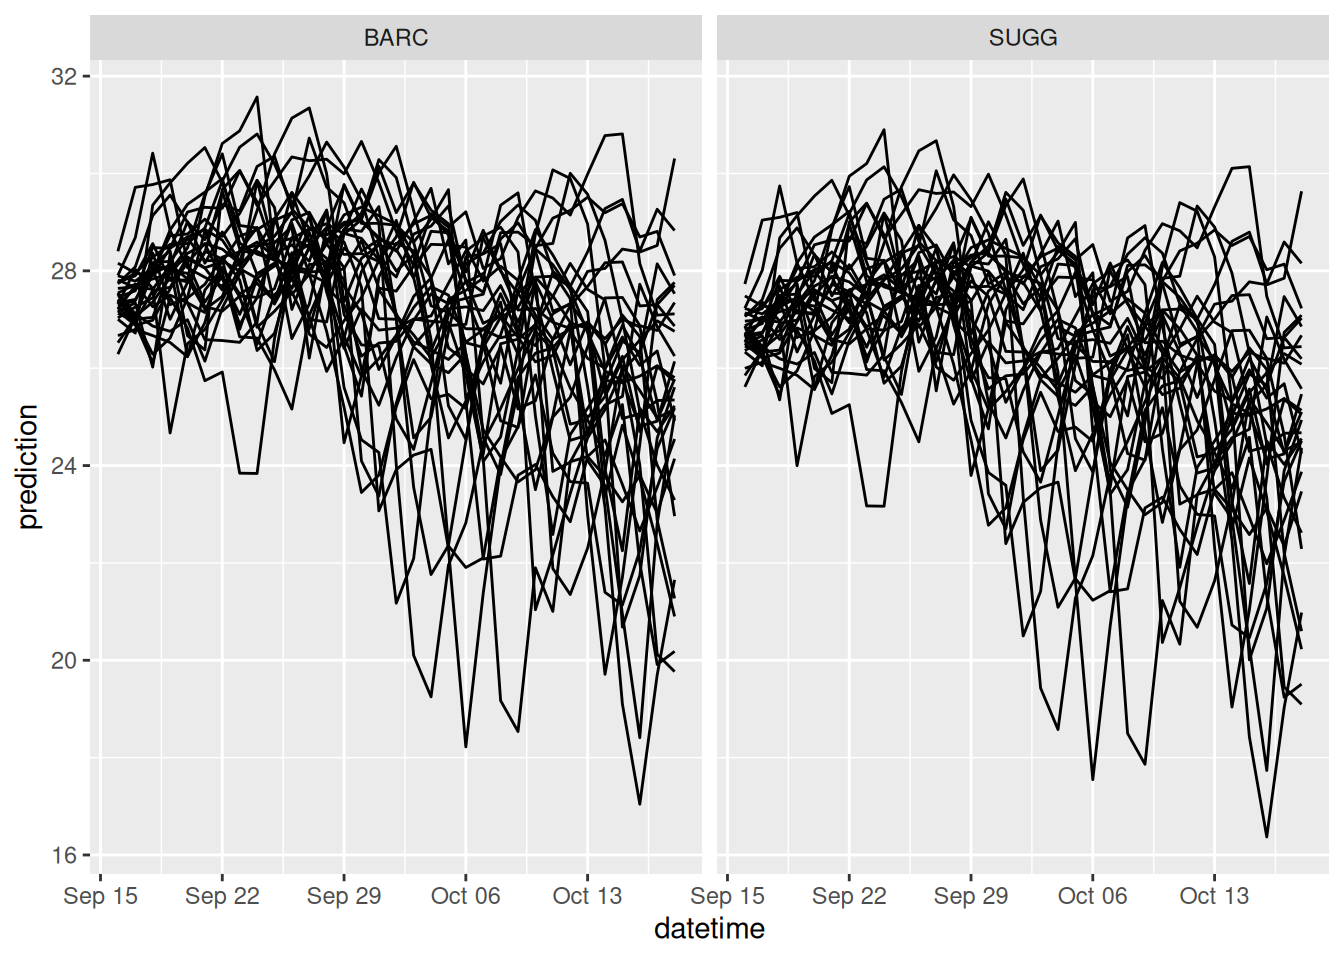 BARC SUGG
32
28
24
20
16
prediction
Sep 15 Sep 22 Sep 29 Oct 06 Oct 13 Sep 15 Sep 22 Sep 29 Oct 06 Oct 13
datetime